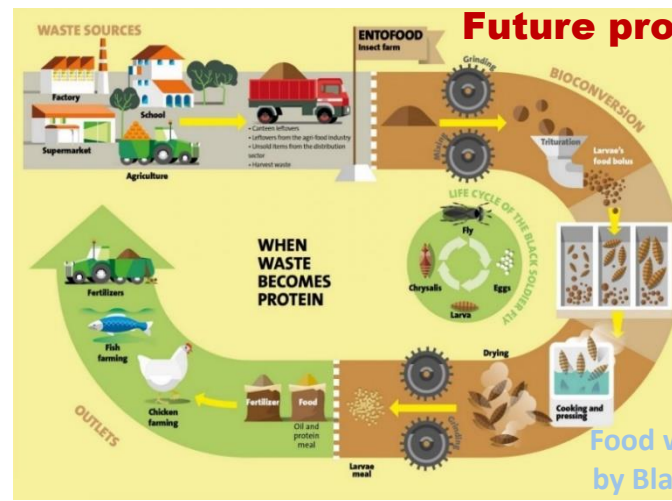 Future pro
WASTE SOURCES
ENTOFOOD
Insect farm
Factory
School
Supermarket
Agriculture
• Canteen leftovers
• Leftovers from the agri-food industry
• Unsold items from the distribution
sector
• Harvest waste
Grinding
Mixing
BIOCONVERSION
Trituration
Larvae's
food bolus
WHEN
WASTE
BECOMES
PROTEIN
LIFE CYCLE OF THE BLACK SOLDIER FLY
Fly
Eggs
Larva
Chrysalis
Cooking and
pressing
Drying
Grinding
Larvae meal
Fertilizer
Food
Oil and
protein
meal
OUTLETS
Chicken
farming
Fish
farming
Fertilizers
Food w
by Bla